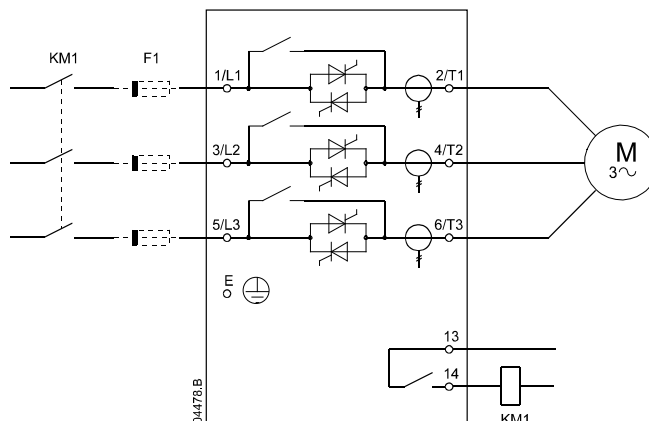 KM1
F1
1/L1
2/T1
3/L2
4/T2
5/L3
6/T3
M
3~
E
13
14
KM1
04478.B